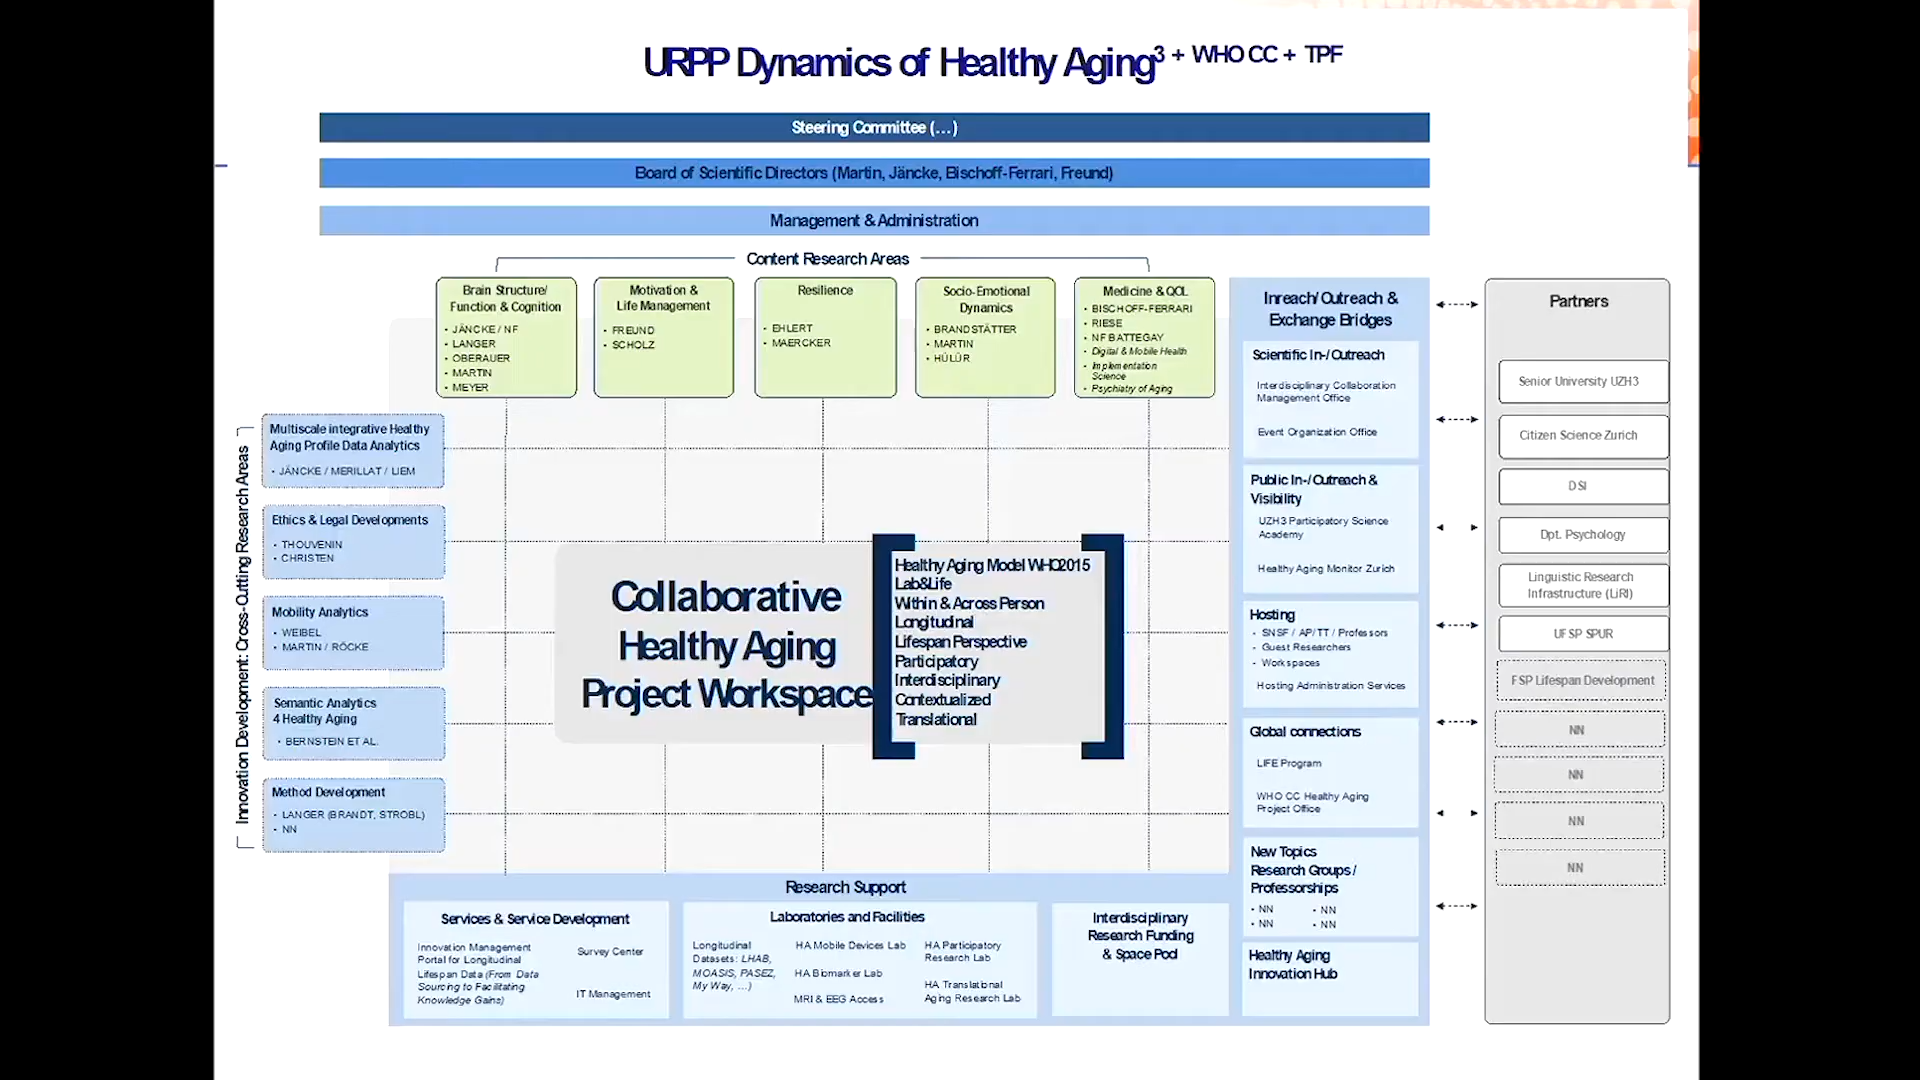 URPP Dynamics of Healthy Aging3 + WHO CC + TPF
Steering Committee (…)
Board of Scientific Directors (Martin, Jäncke, Bischoff-Ferrari, Freund)
Management & Administration
Content Research Areas
Brain Structure/
Function & Cognition
• JÄNCKE / NF
• LANGER
• OBERAUER
• MARTIN
• MEYER
Motivation &
Life Management
• FREUND
• SCHOLZ
Resilience
• EHLERT
• MAERCKER
Socio-Emotional
Dynamics
• BRANDSTÄTTER
• MARTIN
• HÜLÜR
Medicine & QOL
• BISCHOFF-FERRARI
• RIESE
• NF BATTEGAY
• Digital & Mobile Health
• Implementation
Science
• Psychiatry of Aging
Innovation Development: Cross-Cutting Research Areas
Multiscale integrative Healthy
Aging Profile Data Analytics
• JÄNCKE / MERILLAT / LIEM
Ethics & Legal Developments
• THOUVENIN
• CHRISTEN
Mobility Analytics
• WEIBEL
• MARTIN / RÖCKE
Semantic Analytics
4 Healthy Aging
• BERNSTEIN ET AL.
Method Development
• LANGER (BRANDT, STROBL)
• NN
Collaborative
Healthy Aging
Project Workspace
Healthy Aging Model WHO2015
Lab&Life
Within & Across Person
Longitudinal
Lifespan Perspective
Participatory
Interdisciplinary
Contextualized
Translational
Inreach/Outreach &
Exchange Bridges
Scientific In-/Outreach
Interdisciplinary Collaboration
Management Office
Event Organization Office
Public In-/Outreach &
Visibility
UZH3 Participatory Science
Academy
Healthy Aging Monitor Zurich
Hosting
• SNSF / AP/TT / Professors
• Guest Researchers
• Workspaces
Hosting Administration Services
Global connections
LIFE Program
WHO CC Healthy Aging
Project Office
New Topics
Research Groups/
Professorships
• NN • NN
• NN • NN
Healthy Aging
Innovation Hub
Partners
Senior University UZH3
Citizen Science Zurich
DSI
Dpt. Psychology
Linguistic Research
Infrastructure (LiRI)
UFSP SPUR
FSP Lifespan Development
NN
NN
NN
NN
Research Support
Services & Service Development
Innovation Management
Portal for Longitudinal
Lifespan Data (From Data
Sourcing to Facilitating
Knowledge Gains)
Survey Center
IT Management
Laboratories and Facilities
Longitudinal
Datasets: LHAB,
MOASIS, PASEZ,
My Way, …)
HA Mobile Devices Lab
HA Biomarker Lab
MRI & EEG Access
HA Participatory
Research Lab
HA Translational
Aging Research Lab
Interdisciplinary
Research Funding
& Space Pool